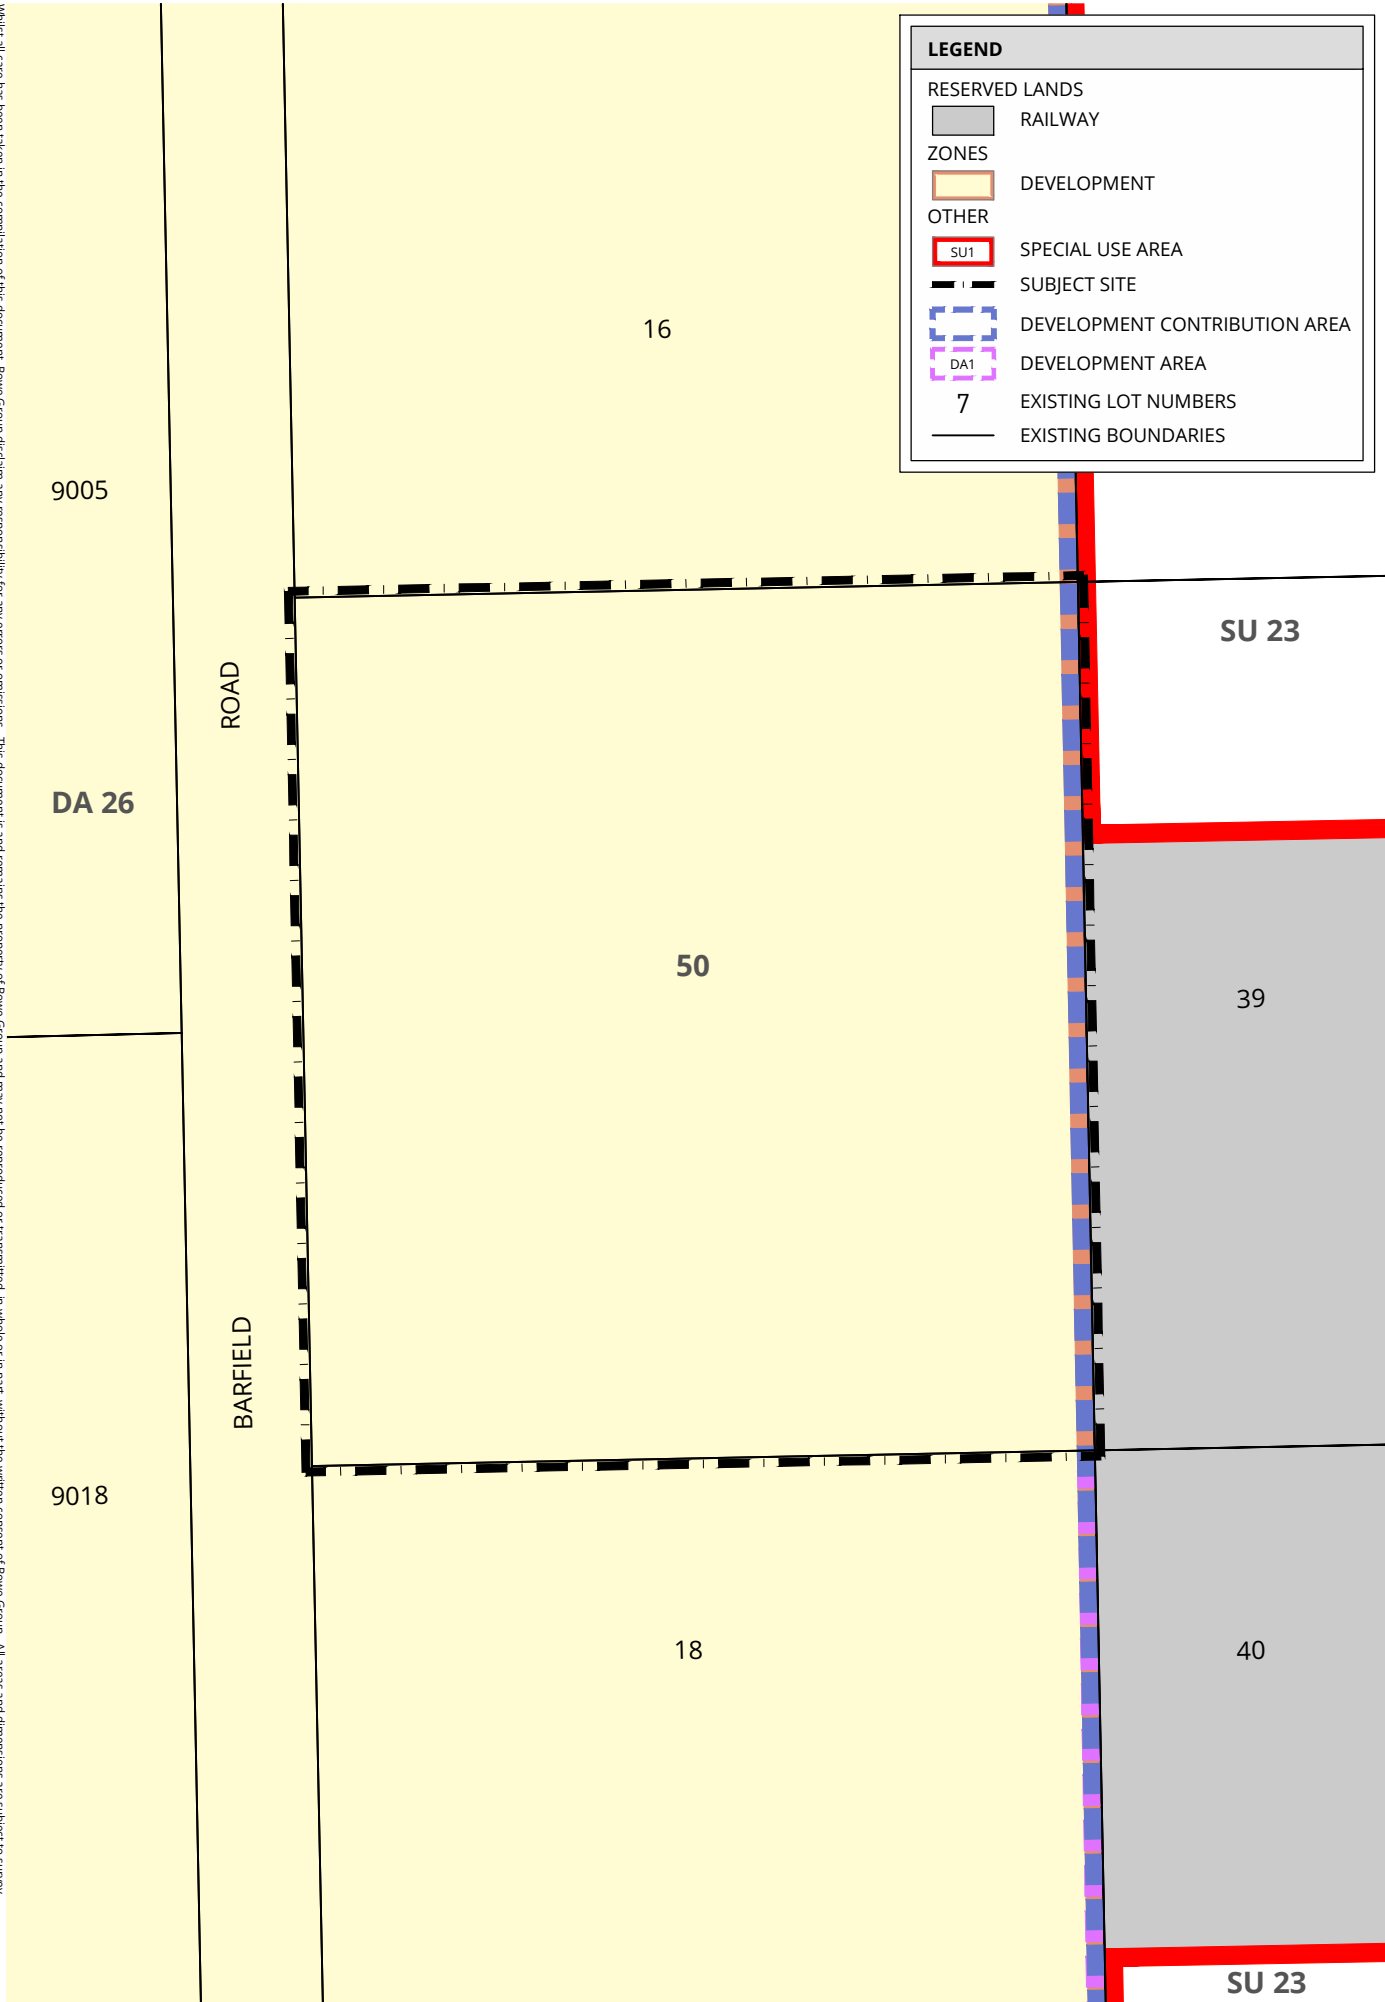 LEGEND
RESERVED LANDS
RAILWAY
ZONES
DEVELOPMENT
OTHER
SU1 SPECIAL USE AREA
SUBJECT SITE
DEVELOPMENT CONTRIBUTION AREA
DA1 DEVELOPMENT AREA
7 EXISTING LOT NUMBERS
EXISTING BOUNDARIES
16
9005
SU 23
ROAD
DA 26
50
39
BARFIELD
9018
18
40
SU 23